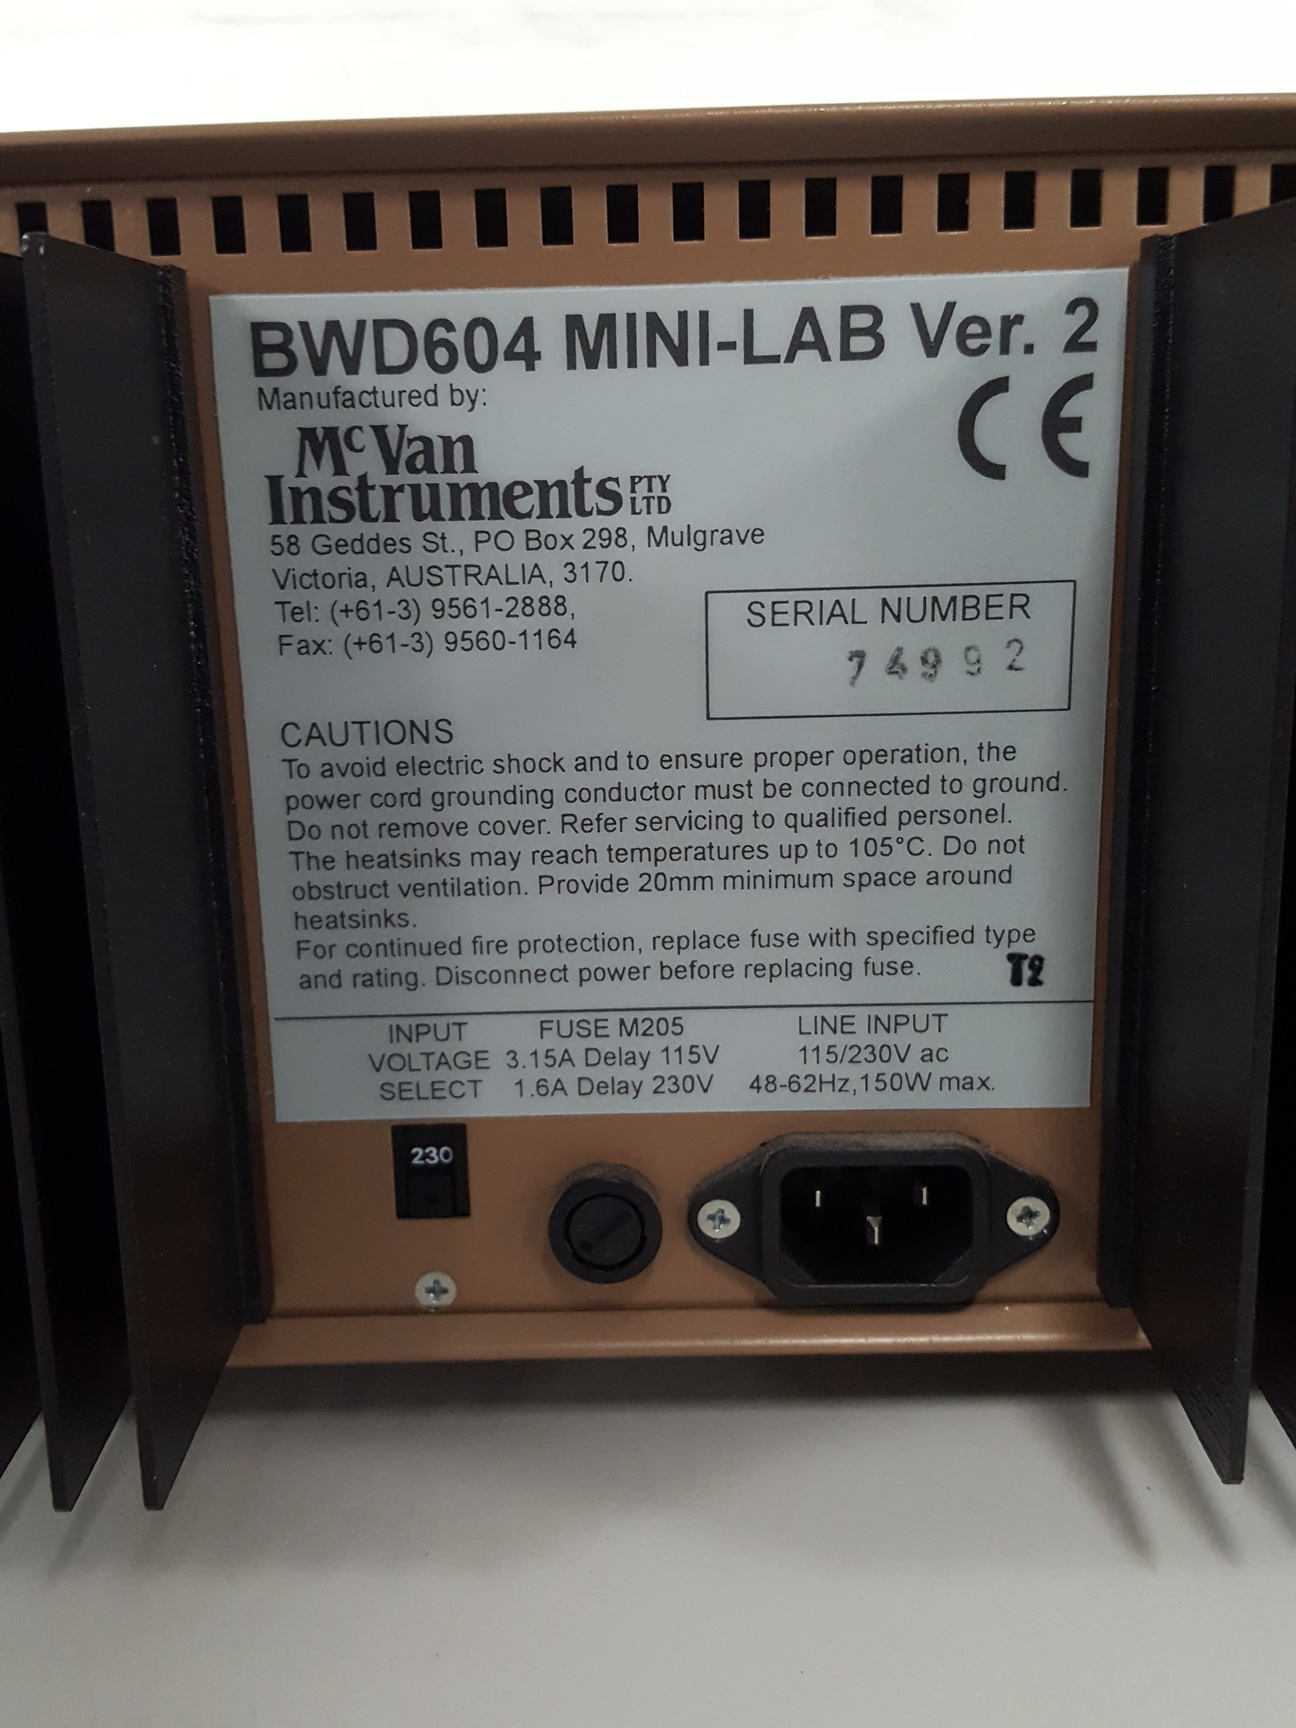 BWD604 MINI-LAB Ver. 2
Manufactured by:
CE
McVan
Instruments PTY LTD
58 Geddes St., PO Box 298, Mulgrave
Victoria, AUSTRALIA, 3170.
Tel: (+61-3) 9561-2888,
Fax: (+61-3) 9560-1164
SERIAL NUMBER
74992
CAUTIONS
To avoid electric shock and to ensure proper operation, the
power cord grounding conductor must be connected to ground.
Do not remove cover. Refer servicing to qualified personel.
The heatsinks may reach temperatures up to 105°C. Do not
obstruct ventilation. Provide 20mm minimum space around
heatsinks.
For continued fire protection, replace fuse with specified type
and rating. Disconnect power before replacing fuse. T2
INPUT FUSE M205 LINE INPUT
VOLTAGE 3.15A Delay 115V 115/230V ac
SELECT 1.6A Delay 230V 48-62Hz,150W max.
230